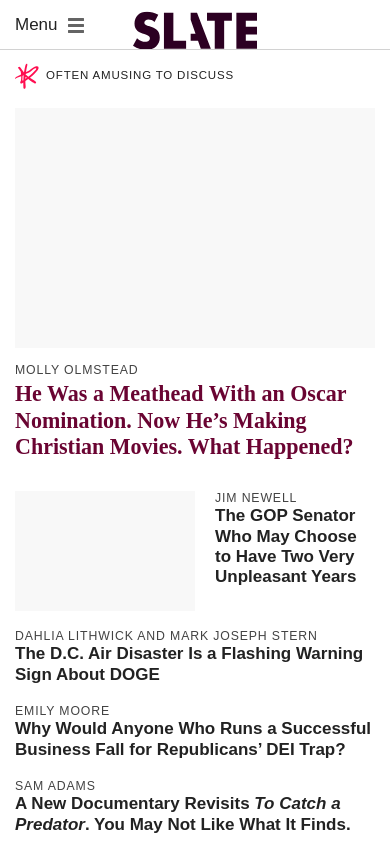 Menu
SLATE
OFTEN AMUSING TO DISCUSS
MOLLY OLMSTEAD
He Was a Meathead With an Oscar
Nomination. Now He’s Making
Christian Movies. What Happened?
JIM NEWELL
The GOP Senator
Who May Choose
to Have Two Very
Unpleasant Years
DAHLIA LITHWICK AND MARK JOSEPH STERN
The D.C. Air Disaster Is a Flashing Warning
Sign About DOGE
EMILY MOORE
Why Would Anyone Who Runs a Successful
Business Fall for Republicans’ DEI Trap?
SAM ADAMS
A New Documentary Revisits To Catch a
Predator. You May Not Like What It Finds.